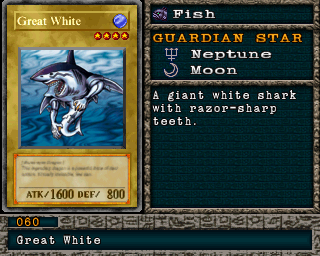 Great White
ATK/1600 DEF/ 800
Fish
GUARDIAN STAR
Neptune
Moon
A giant white shark
with razor-sharp
teeth.
060
Great White